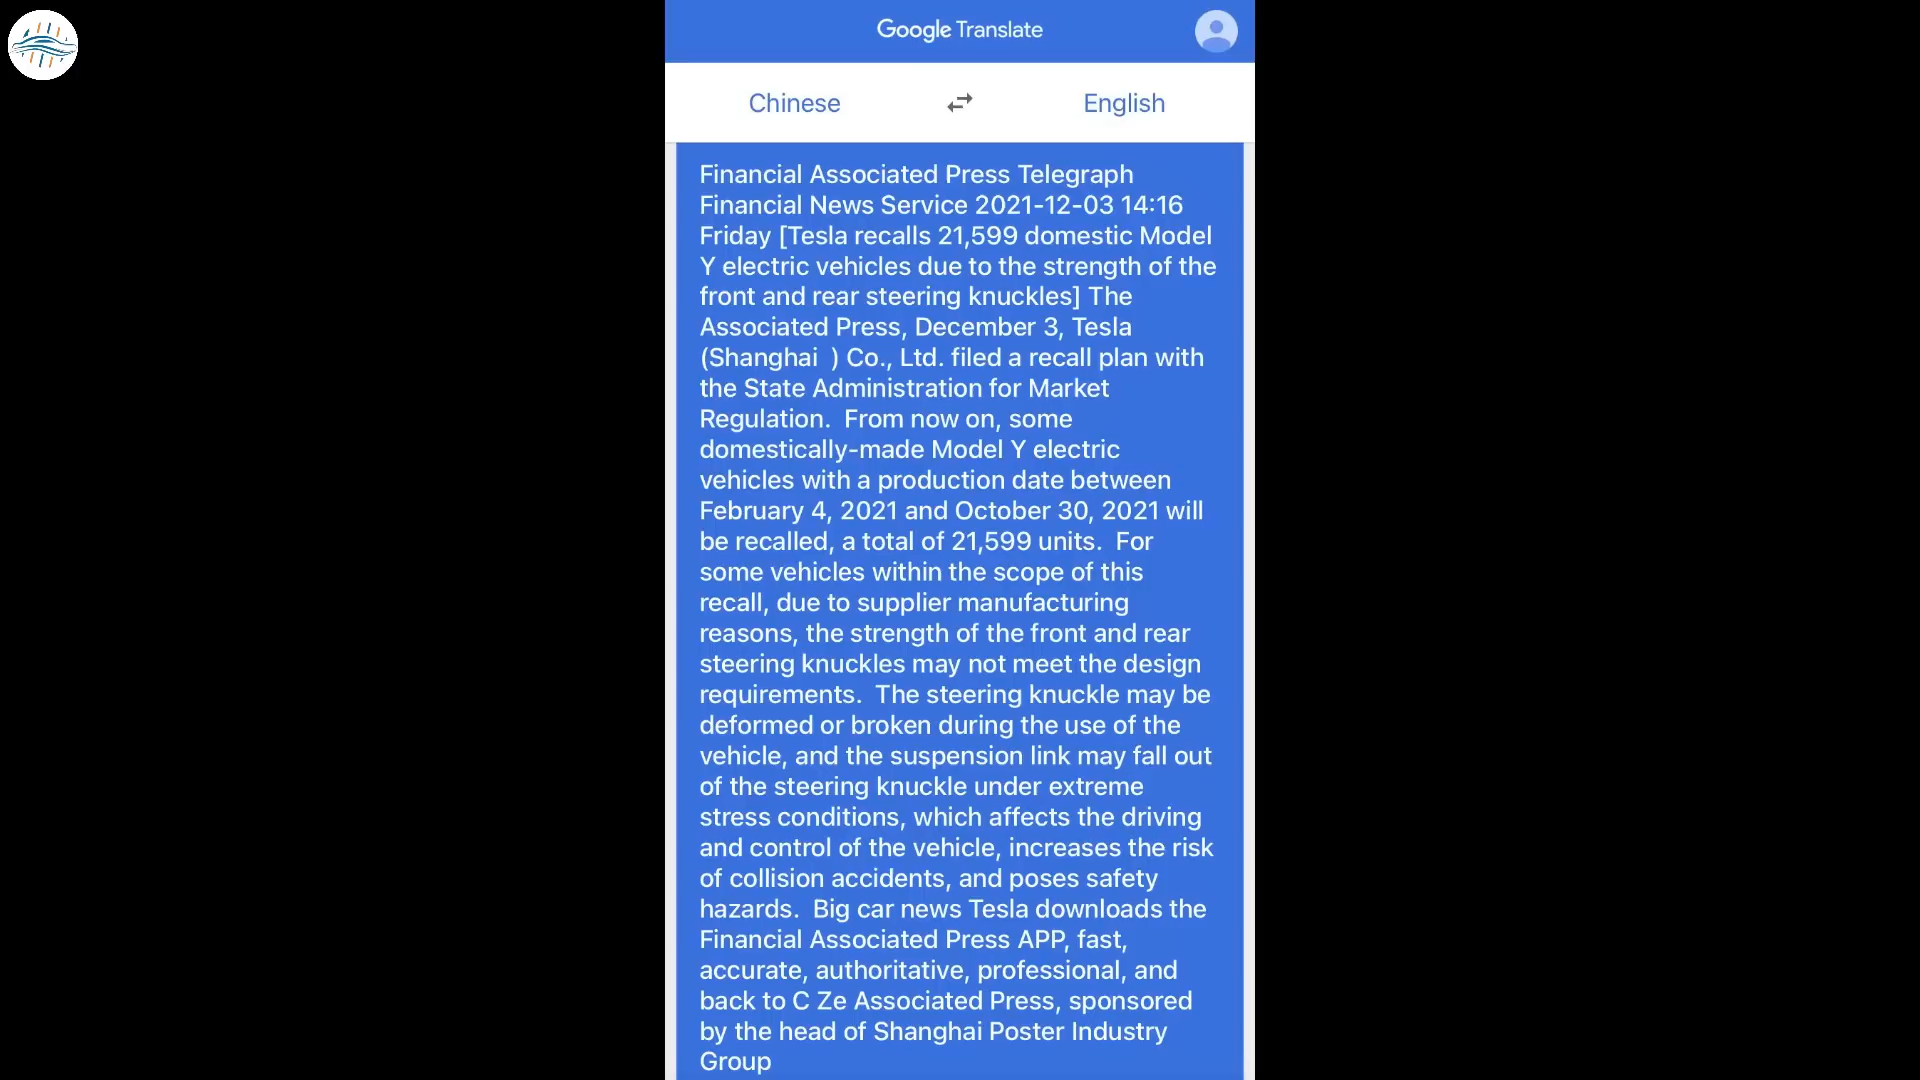 Google Translate
Chinese English
Financial Associated Press Telegraph
Financial News Service 2021-12-03 14:16
Friday [Tesla recalls 21,599 domestic Model
Y electric vehicles due to the strength of the
front and rear steering knuckles] The
Associated Press, December 3, Tesla
(Shanghai  ) Co., Ltd. filed a recall plan with
the State Administration for Market
Regulation.  From now on, some
domestically-made Model Y electric
vehicles with a production date between
February 4, 2021 and October 30, 2021 will
be recalled, a total of 21,599 units.  For
some vehicles within the scope of this
recall, due to supplier manufacturing
reasons, the strength of the front and rear
steering knuckles may not meet the design
requirements.  The steering knuckle may be
deformed or broken during the use of the
vehicle, and the suspension link may fall out
of the steering knuckle under extreme
stress conditions, which affects the driving
and control of the vehicle, increases the risk
of collision accidents, and poses safety
hazards.  Big car news Tesla downloads the
Financial Associated Press APP, fast,
accurate, authoritative, professional, and
back to C Ze Associated Press, sponsored
by the head of Shanghai Poster Industry
Group